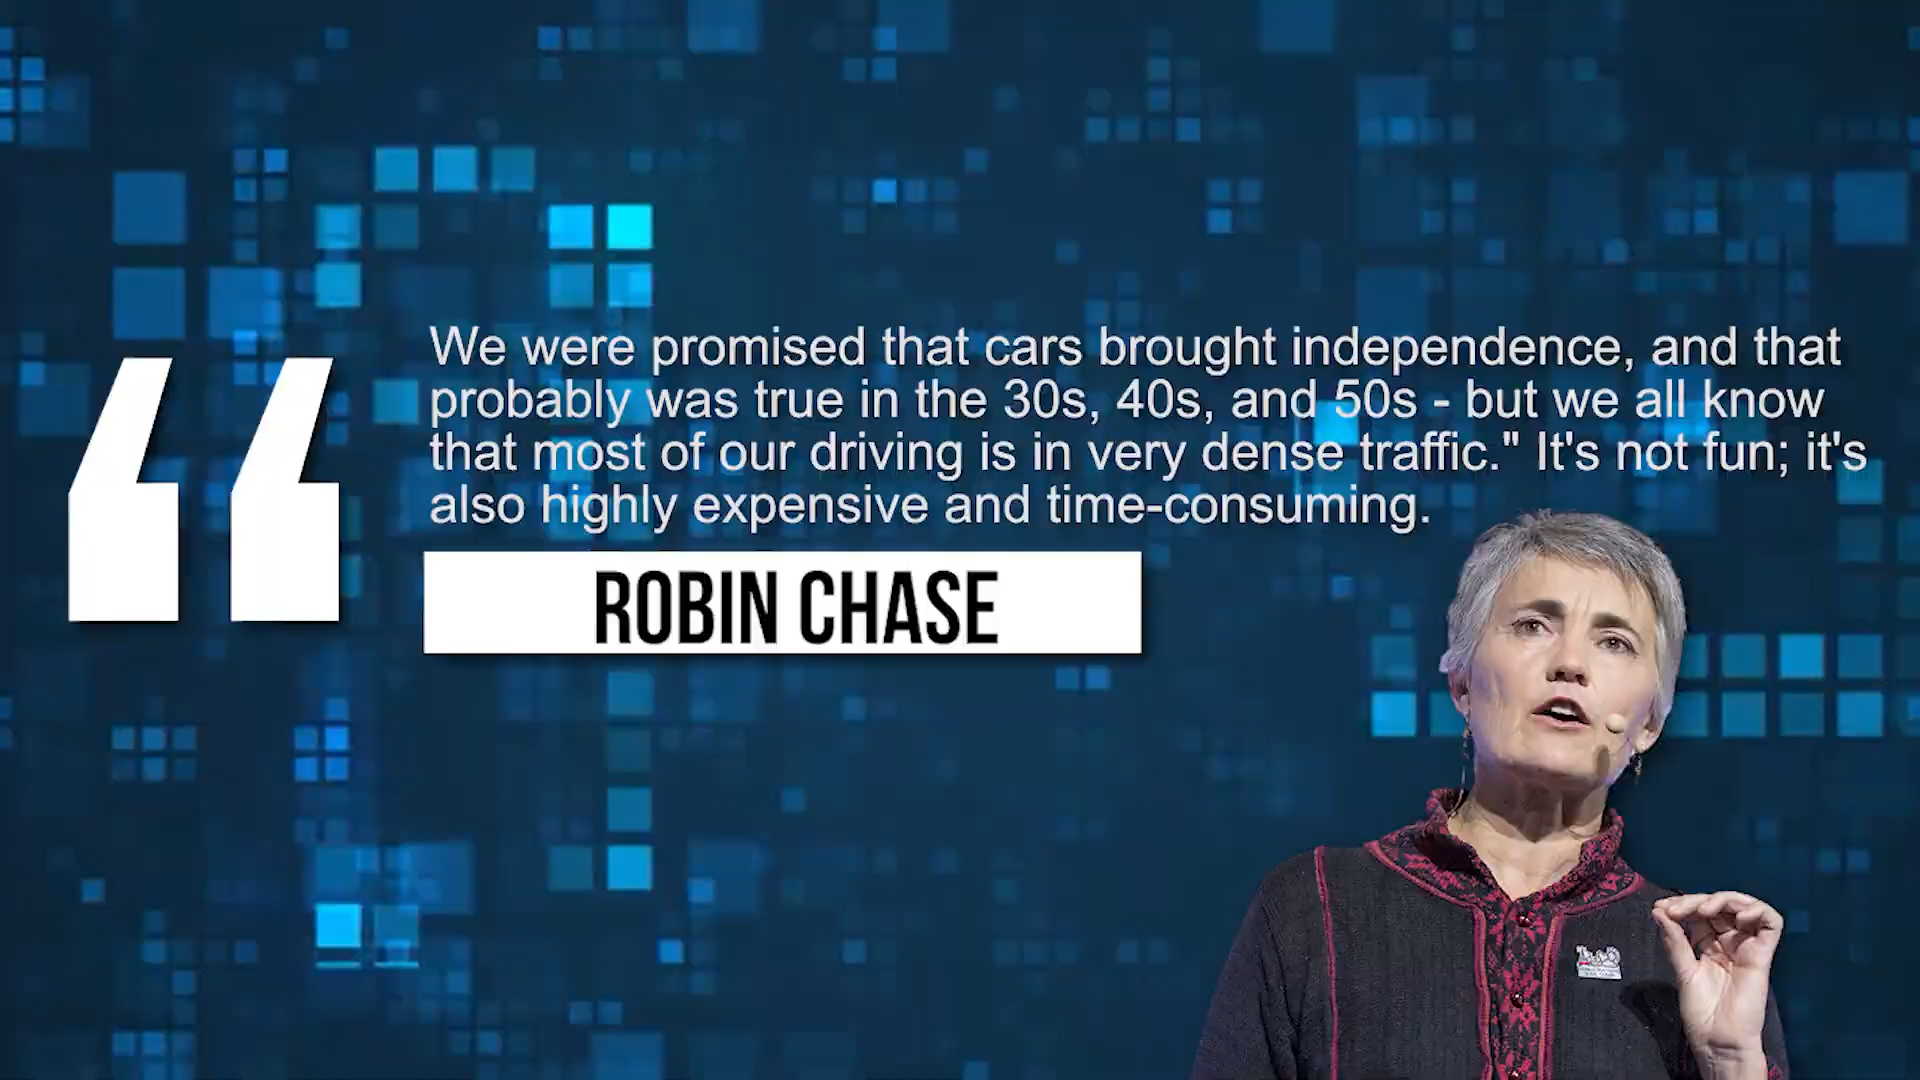 We were promised that cars brought independence, and that
probably was true in the 30s, 40s, and 50s - but we all know
that most of our driving is in very dense traffic." It's not fun; it's
also highly expensive and time-consuming.
ROBIN CHASE